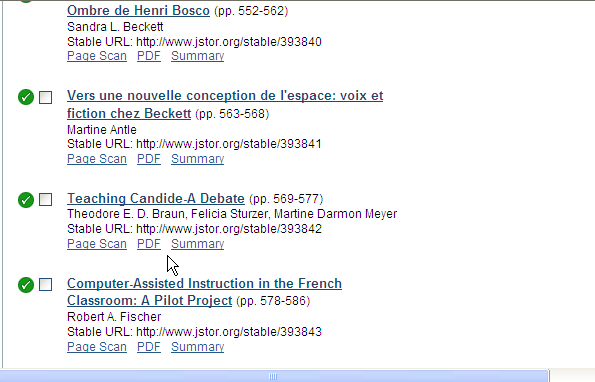 Ombre de Henri Bosco (pp. 552-562)
Sandra L. Beckett
Stable URL: http://www.jstor.org/stable/393840
Page Scan PDF Summary
Vers une nouvelle conception de l'espace: voix et
fiction chez Beckett (pp. 563-568)
Martine Antle
Stable URL: http://www.jstor.org/stable/393841
Page Scan PDF Summary
Teaching Candide-A Debate (pp. 569-577)
Theodore E. D. Braun, Felicia Sturzer, Martine Darmon Meyer
Stable URL: http://www.jstor.org/stable/393842
Page Scan PDF Summary
Computer-Assisted Instruction in the French
Classroom: A Pilot Project (pp. 578-586)
Robert A. Fischer
Stable URL: http://www.jstor.org/stable/393843
Page Scan PDF Summary